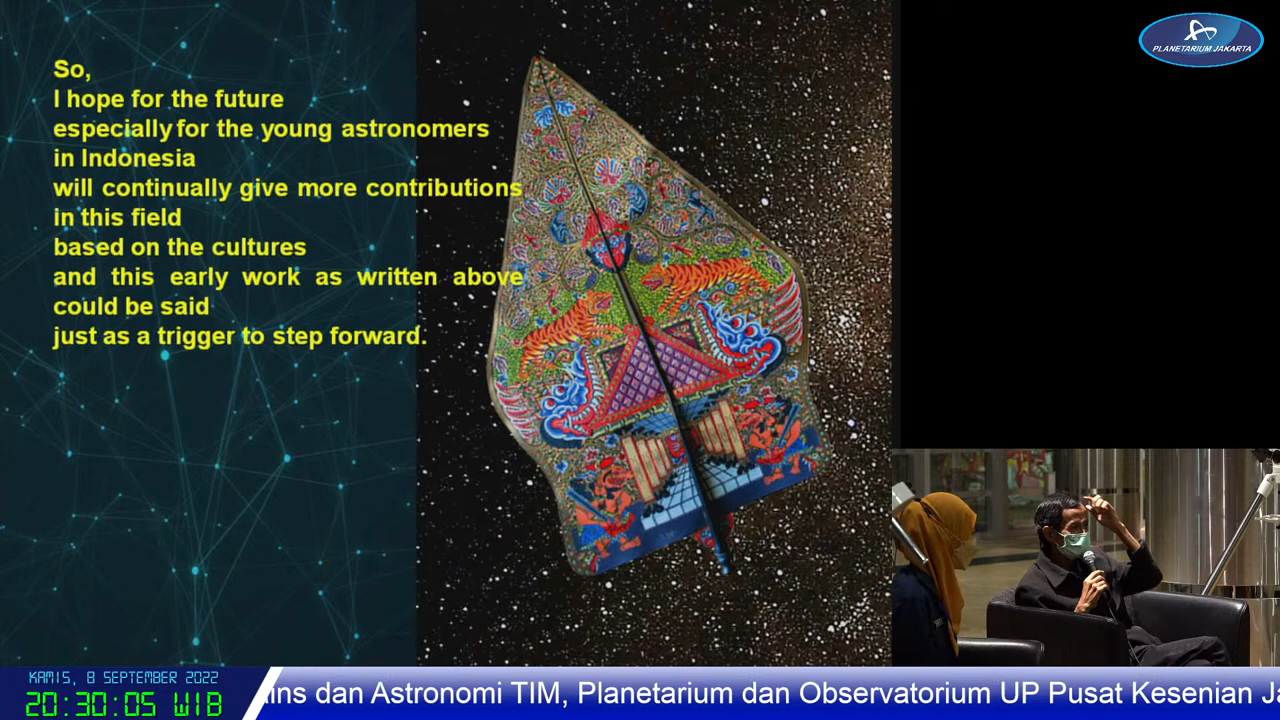 So,
I hope for the future
especially for the young astronomers
in Indonesia
will continually give more contributions
in this field
based on the cultures
and this early work as written above
could be said
just as a trigger to step forward.
PLANETARIUM JAKARTA
KAMIS, 8 SEPTEMBER 2022
20:30:05 WIB
ins dan Astronomi TIM, Planetarium dan Observatorium UP Pusat Kesenian Ja